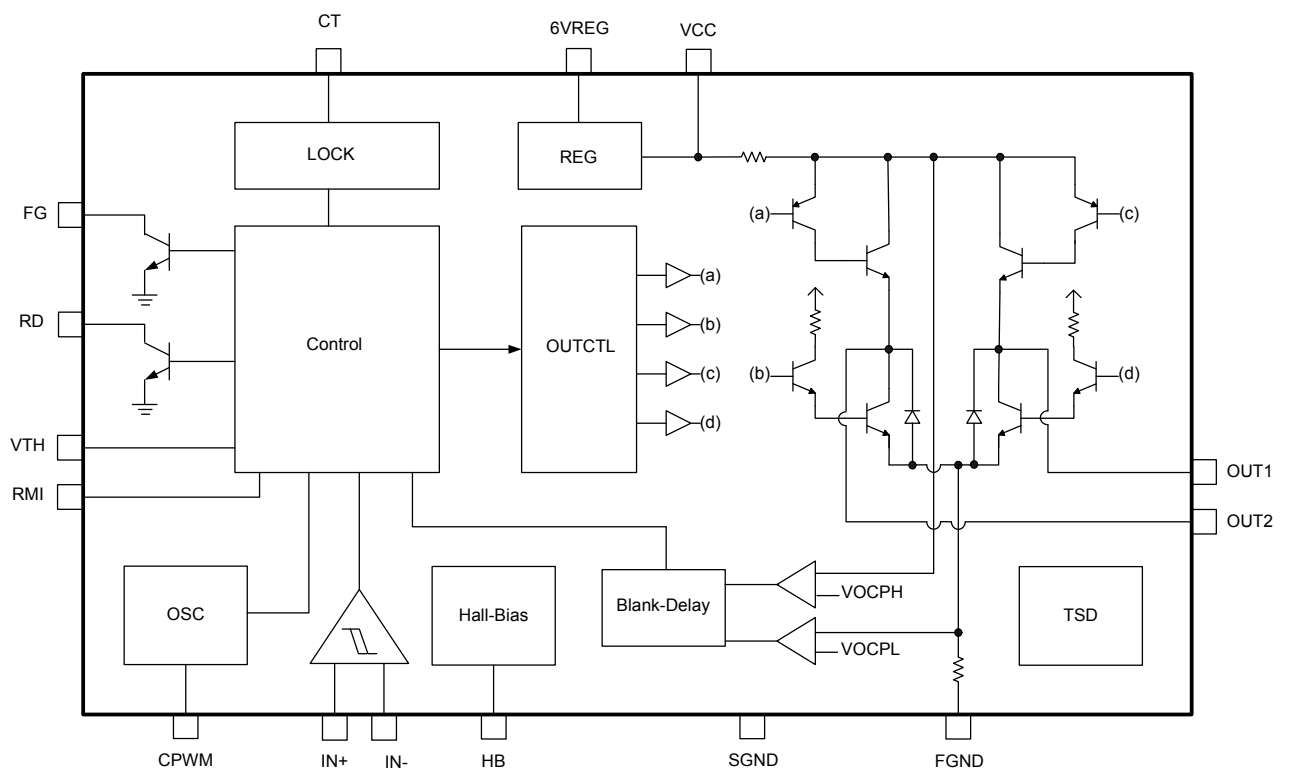 CT
6VREG
VCC
LOCK
REG
FG
(a)
(c)
RD
Control
OUTCTL
(a)
(b)
(c)
(d)
(b)
(d)
VTH
RMI
OUT1
OUT2
OSC
Hall-Bias
Blank-Delay
VOCPH
VOCPL
TSD
CPWM
IN+
IN-
HB
SGND
FGND